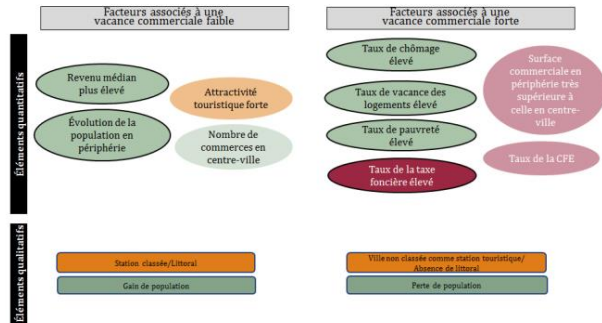 Facteurs associés à une
vacance commerciale faible
Facteurs associés à une
vacance commerciale forte
Éléments quantitatifs
Revenu médian
plus élevé
Attractivité
touristique forte
Évolution de la
population en
périphérie
Nombre de
commerces en
centre-ville
Taux de chômage
élevé
Taux de vacance des
logements élevé
Taux de pauvreté
élevé
Taux de la taxe
foncière élevé
Surface
commerciale en
périphérie très
supérieure à
celle en centre-
ville
Taux de la CFE
Éléments qualitatifs
Station classée/Littoral
Gain de population
Ville non classée comme station touristique/
Absence de littoral
Perte de population